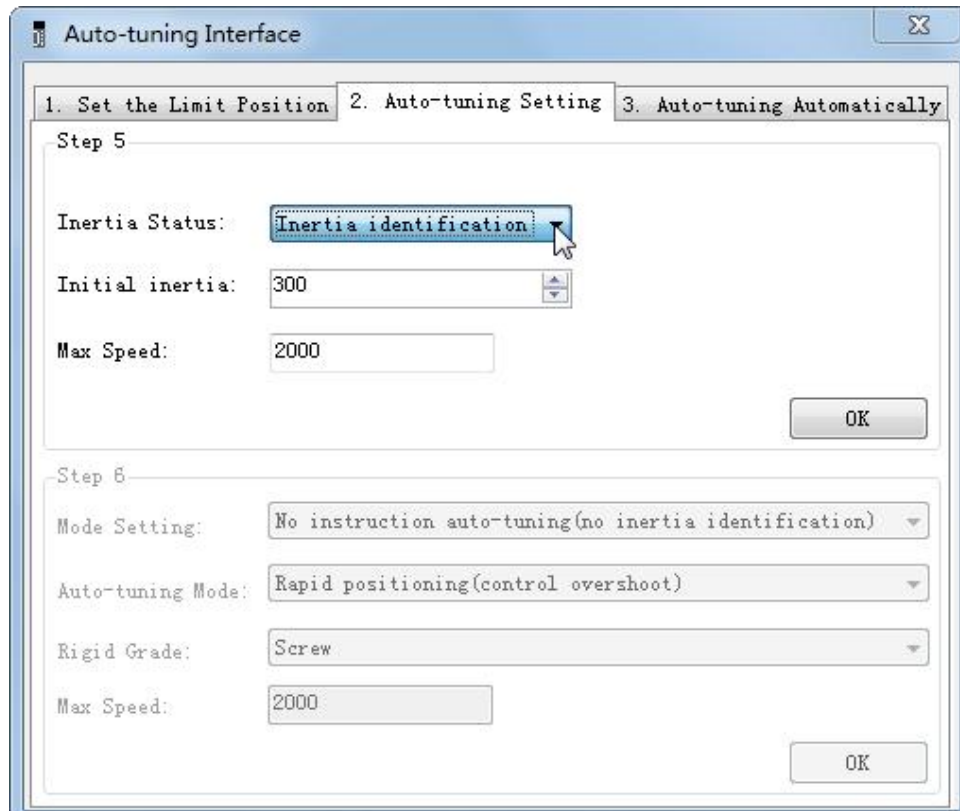 Auto-tuning Interface
1. Set the Limit Position 2. Auto-tuning Setting 3. Auto-tuning Automatically
Step 5
Inertia Status: Inertia identification
Initial inertia: 300
Max Speed: 2000
OK
Step 6
Mode Setting: No instruction auto-tuning(no inertia identification)
Auto-tuning Mode: Rapid positioning(control overshoot)
Rigid Grade: Screw
Max Speed: 2000
OK